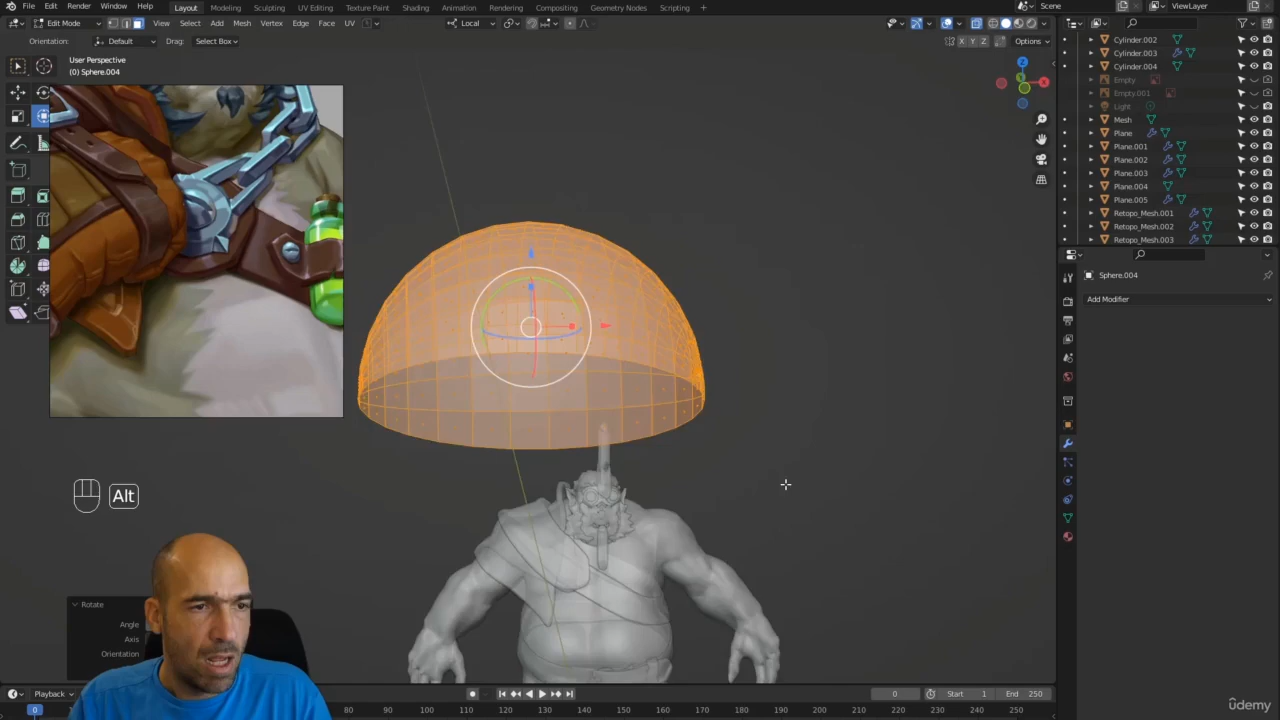 File Edit Render Window Help Layout Modeling Sculpting UV Editing Texture Paint Shading Animation Rendering Compositing Geometry Nodes Scripting + Scene ViewLayer
Edit Mode View Select Add Mesh Vertex Edge Face UV Local
Orientation: Default Drag: Select Box X Y Z Options
User Perspective
(0) Sphere.004
Z
X
Cylinder.002
Cylinder.003
Cylinder.004
Empty
Empty.001
Light
Mesh
Plane
Plane.001
Plane.002
Plane.003
Plane.004
Plane.005
Retopo_Mesh.001
Retopo_Mesh.002
Retopo_Mesh.003
Sphere.004
Add Modifier
Alt
Rotate
Angle
Axis
Orientation
Playback 0 Start 1 End 250
0 80 90 100 110 120 130 140 150 160 170 180 190 200 210 220 230 240 250
ûdemy